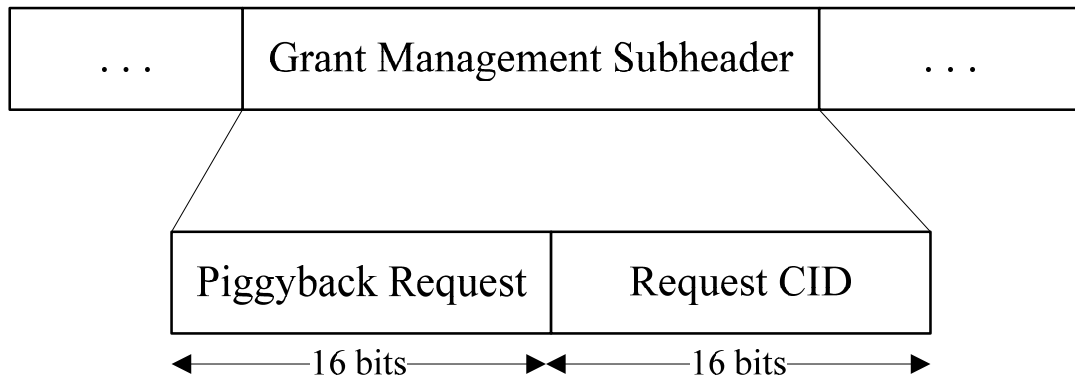 . . . Grant Management Subheader . . .
Piggyback Request Request CID
16 bits 16 bits